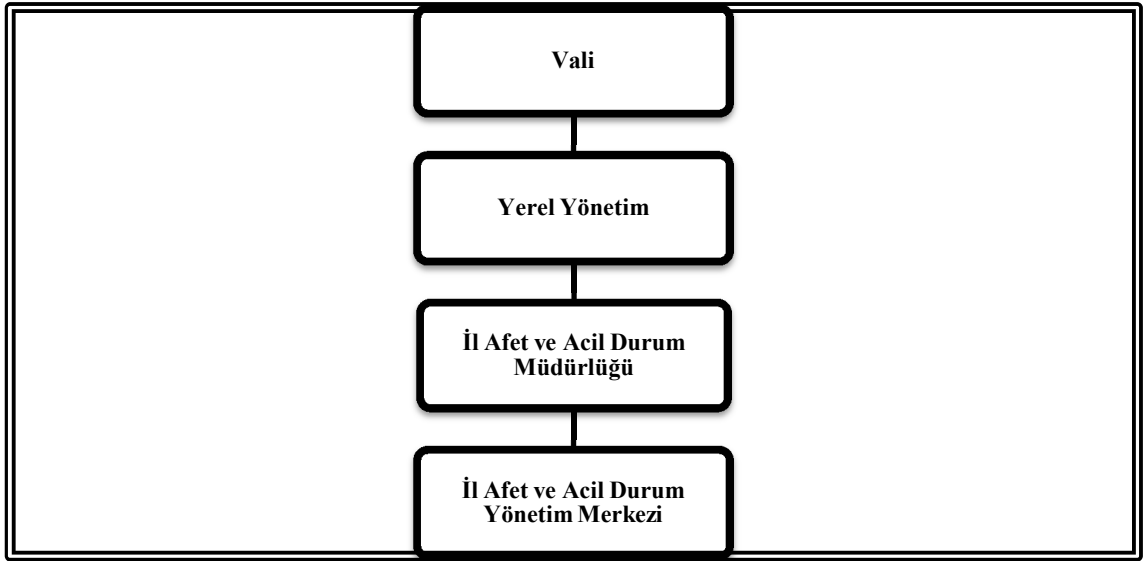 Vali
Yerel Yönetim
İl Afet ve Acil Durum
Müdürlüğü
İl Afet ve Acil Durum
Yönetim Merkezi